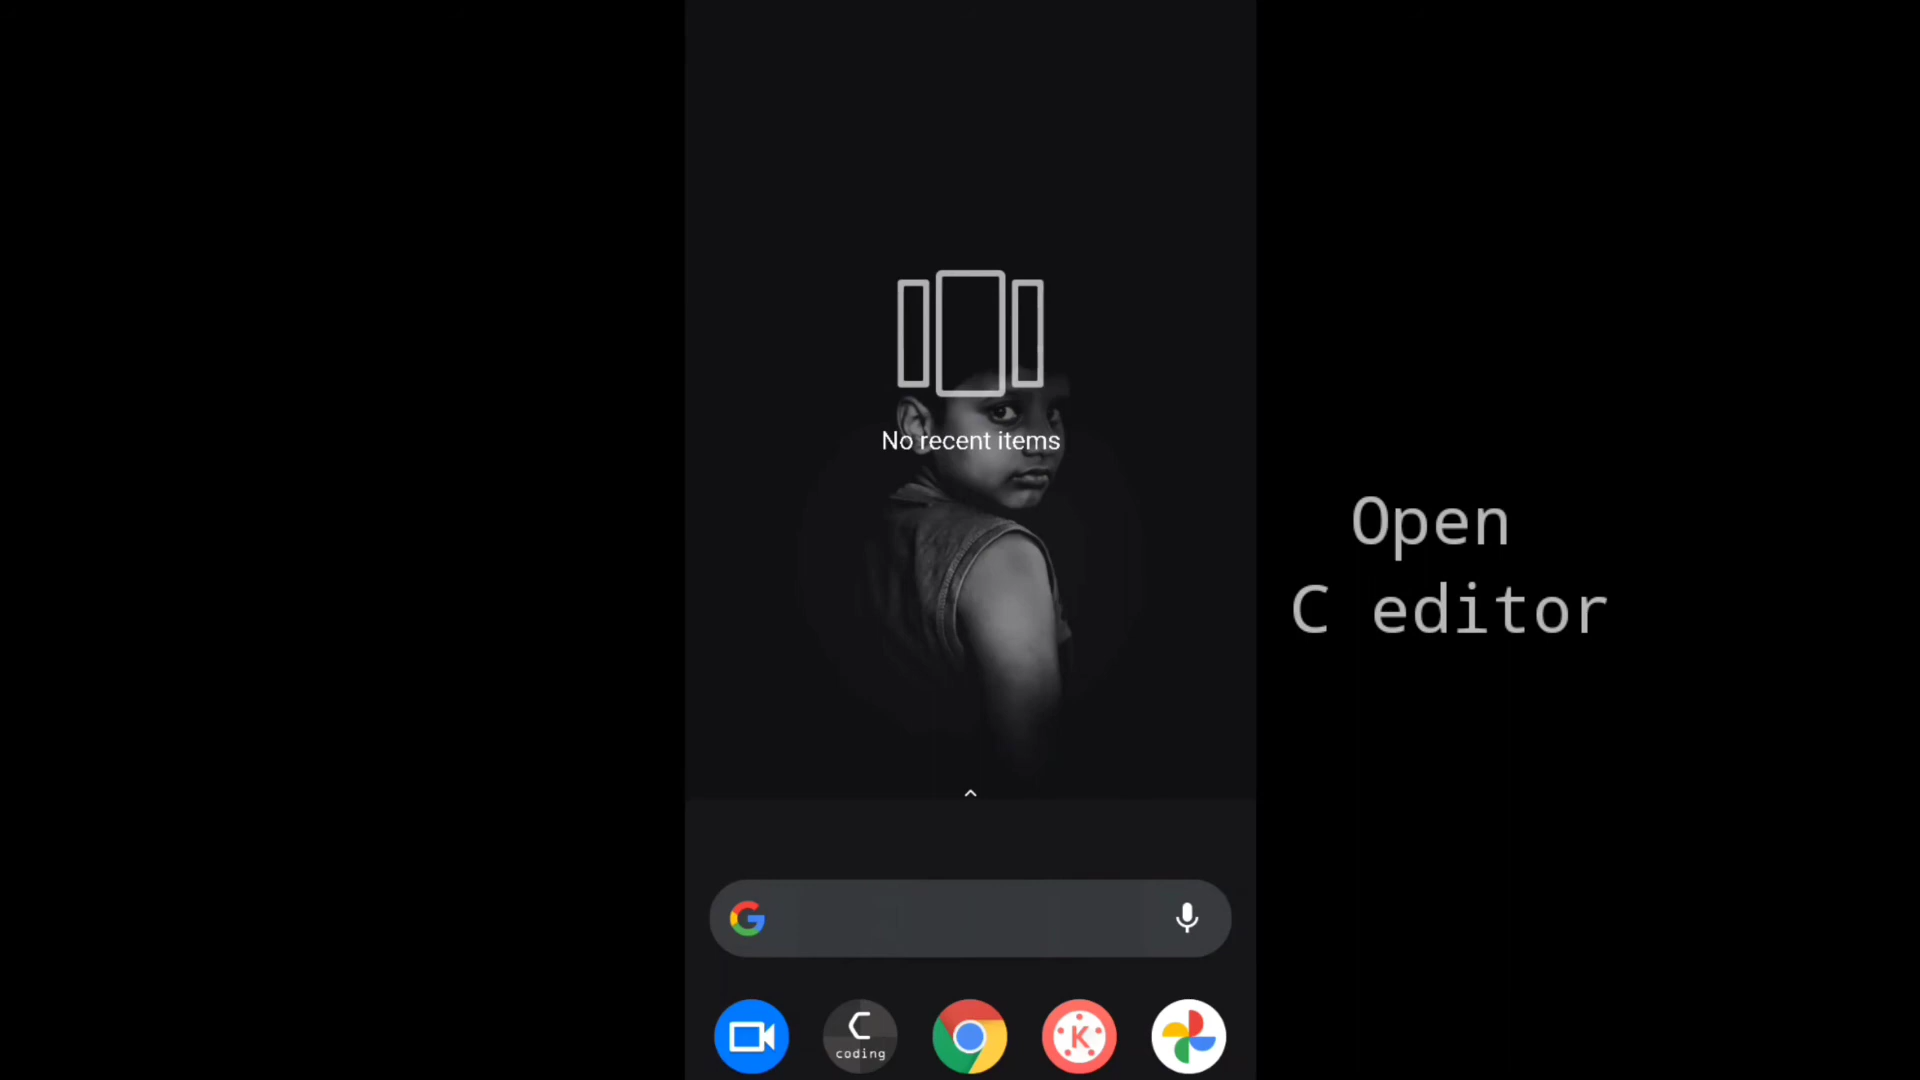 No recent items
Open
C editor
C
coding
K